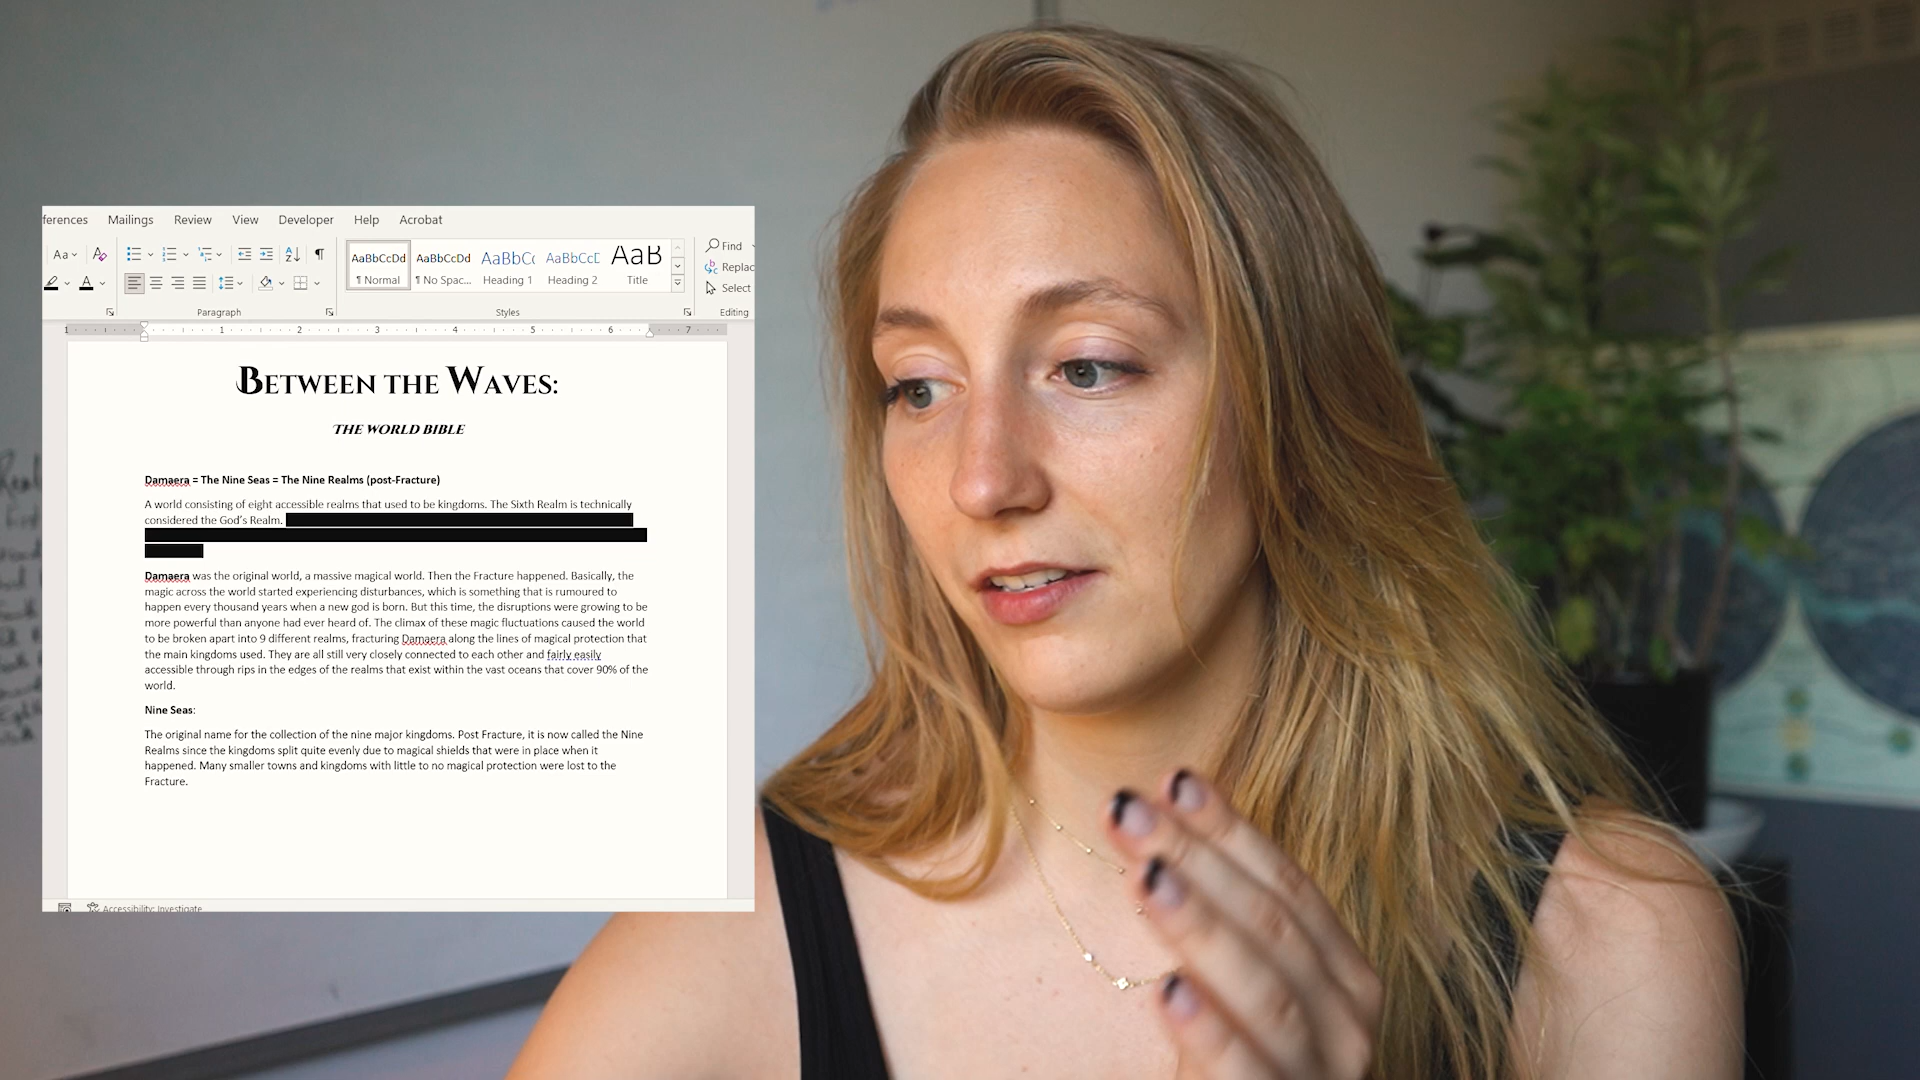 ferences Mailings Review View Developer Help Acrobat
Aa
AaBbCcDd AaBbCcDd AaBbC AaBbCcE AaB
¶ Normal ¶ No Spac... Heading 1 Heading 2 Title
Find
Replac
Select
Paragraph Styles Editing
1 1 2 3 4 5 6 7
BETWEEN THE WAVES:
THE WORLD BIBLE
Damaera = The Nine Seas = The Nine Realms (post-Fracture)
A world consisting of eight accessible realms that used to be kingdoms. The Sixth Realm is technically
considered the God's Realm.
Damaera was the original world, a massive magical world. Then the Fracture happened. Basically, the
magic across the world started experiencing disturbances, which is something that is rumoured to
happen every thousand years when a new god is born. But this time, the disruptions were growing to be
more powerful than anyone had ever heard of. The climax of these magic fluctuations caused the world
to be broken apart into 9 different realms, fracturing Damaera along the lines of magical protection that
the main kingdoms used. They are all still very closely connected to each other and fairly easily
accessible through rips in the edges of the realms that exist within the vast oceans that cover 90% of the
world.
Nine Seas:
The original name for the collection of the nine major kingdoms. Post Fracture, it is now called the Nine
Realms since the kingdoms split quite evenly due to magical shields that were in place when it
happened. Many smaller towns and kingdoms with little to no magical protection were lost to the
Fracture.
Accessibility: Investigate